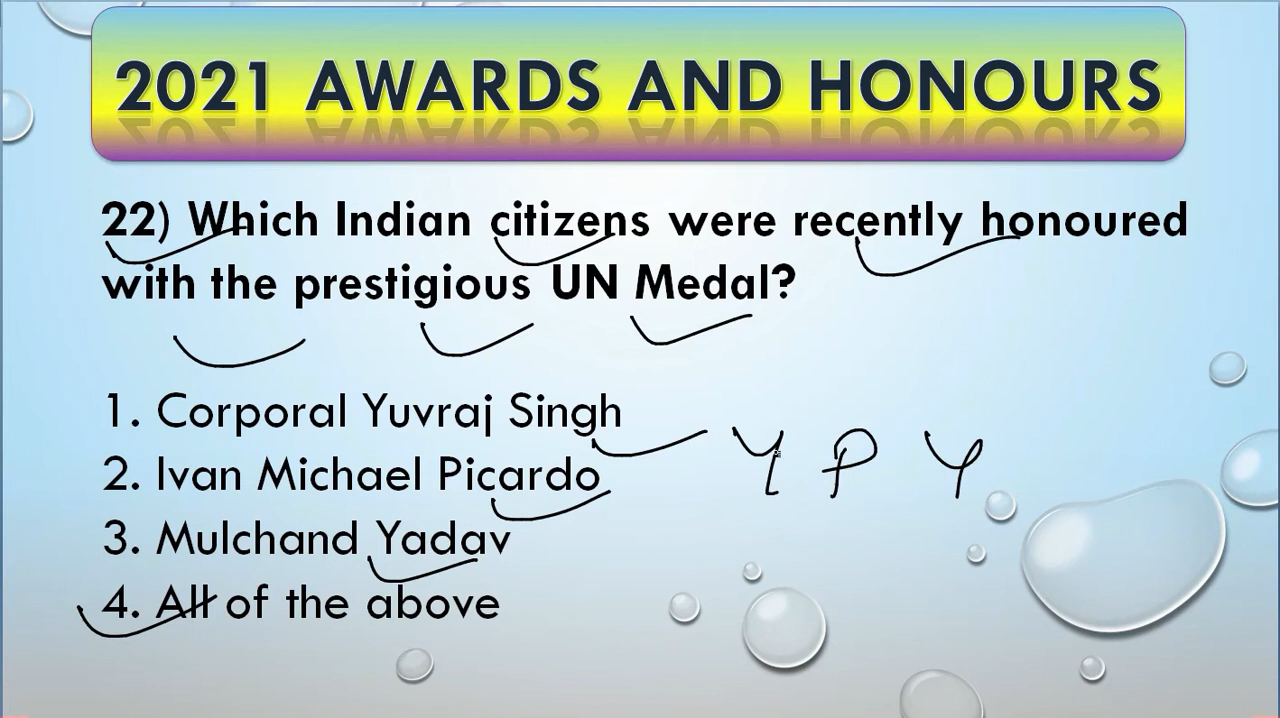 2021 AWARDS AND HONOURS
22) Which Indian citizens were recently honoured
with the prestigious UN Medal?
1. Corporal Yuvraj Singh
2. Ivan Michael Picardo
Y P Y
3. Mulchand Yadav
4. All of the above